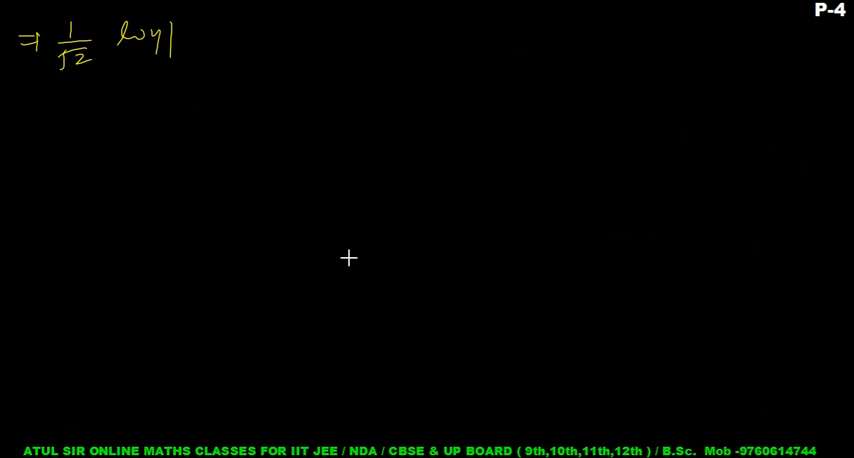 P-4
⇒ 1/√2 log|
ATUL SIR ONLINE MATHS CLASSES FOR IIT JEE / NDA / CBSE & UP BOARD ( 9th,10th,11th,12th ) / B.Sc. Mob -9760614744